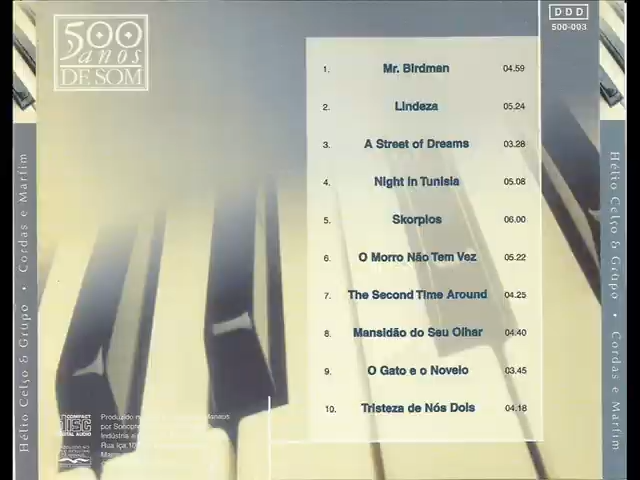 500
anos
DE SOM
DDD
500-003
1. Mr. Birdman 04.59
2. Lindeza 05.24
3. A Street of Dreams 03.28
4. Night in Tunisia 05.08
5. Skorpios 06.00
6. O Morro Não Tem Vez 05.22
7. The Second Time Around 04.25
8. Mansidão do Seu Olhar 04.40
9. O Gato e o Novelo 03.45
10. Tristeza de Nós Dois 04.18
Hélio Celso & Grupo • Cordas e Marfim
Hélio Celso & Grupo • Cordas e Marfim
COMPACT
DISC
DIGITAL AUDIO
Produzido
por
Indústria
Rua